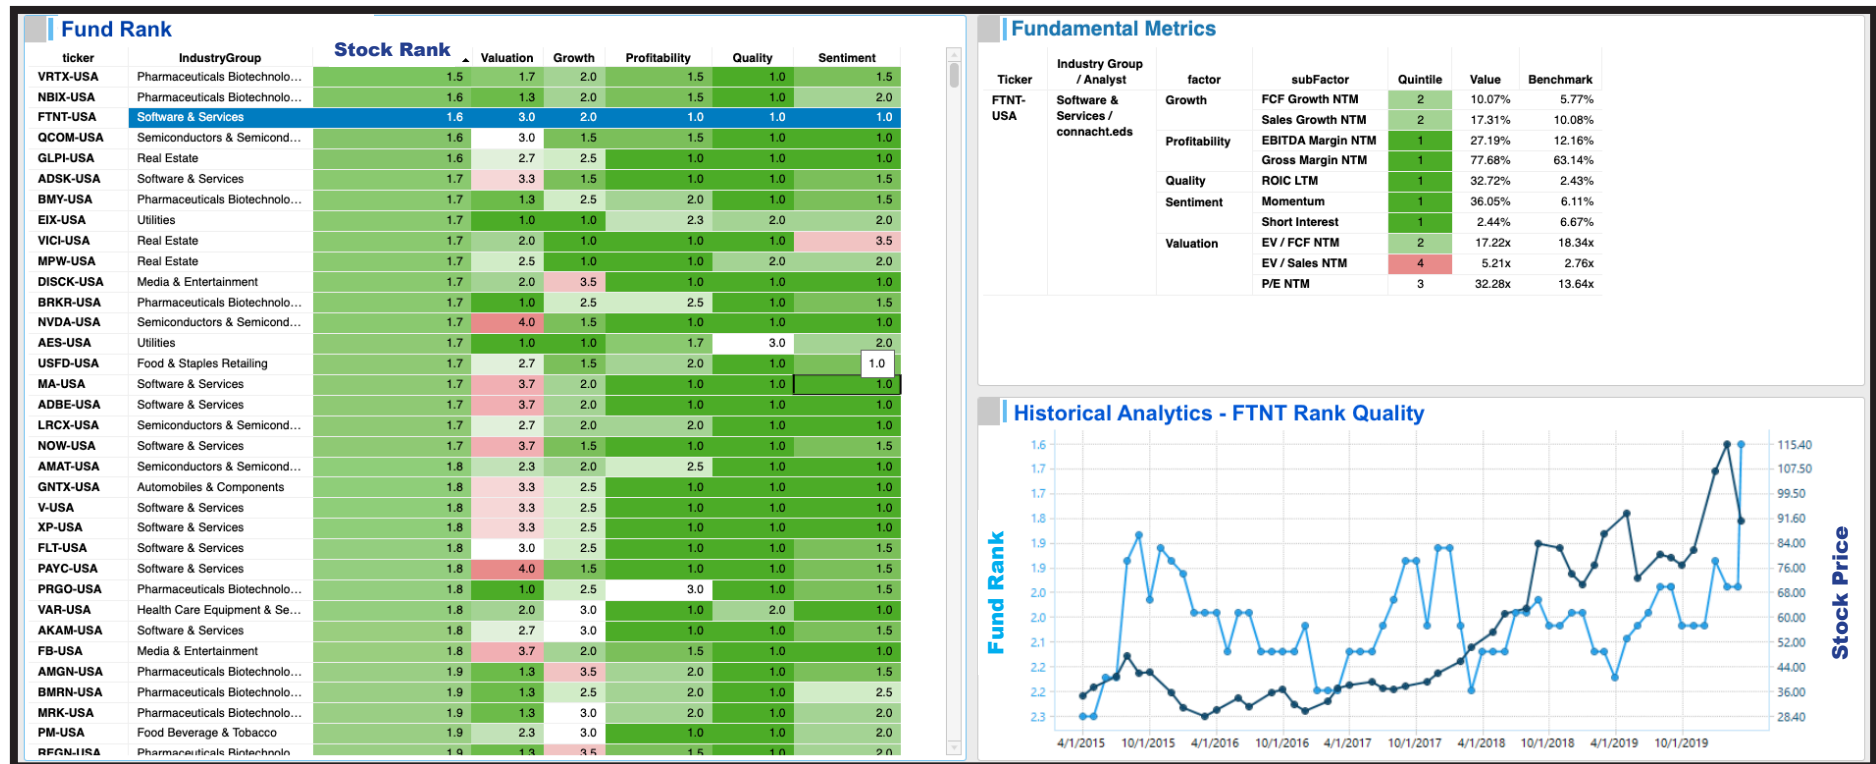 Fund Rank
ticker IndustryGroup Stock Rank Valuation Growth Profitability Quality Sentiment
VRTX-USA Pharmaceuticals Biotechnolo... 1.5 1.7 2.0 1.5 1.0 1.5
NBIX-USA Pharmaceuticals Biotechnolo... 1.6 1.3 2.0 1.5 1.0 2.0
FTNT-USA Software & Services 1.6 3.0 2.0 1.0 1.0 1.0
QCOM-USA Semiconductors & Semicond... 1.6 3.0 1.5 1.5 1.0 1.0
GLPI-USA Real Estate 1.6 2.7 2.5 1.0 1.0 1.0
ADSK-USA Software & Services 1.7 3.3 1.5 1.0 1.0 1.5
BMY-USA Pharmaceuticals Biotechnolo... 1.7 1.3 2.5 2.0 1.0 1.5
EIX-USA Utilities 1.7 1.0 1.0 2.3 2.0 2.0
VICI-USA Real Estate 1.7 2.0 1.0 1.0 1.0 3.5
MPW-USA Real Estate 1.7 2.5 1.0 1.0 2.0 2.0
DISCK-USA Media & Entertainment 1.7 2.0 3.5 1.0 1.0 1.0
BRKR-USA Pharmaceuticals Biotechnolo... 1.7 1.0 2.5 2.5 1.0 1.5
NVDA-USA Semiconductors & Semicond... 1.7 4.0 1.5 1.0 1.0 1.0
AES-USA Utilities 1.7 1.0 1.0 1.7 3.0 2.0
USFD-USA Food & Staples Retailing 1.7 2.7 1.5 2.0 1.0 1.0
MA-USA Software & Services 1.7 3.7 2.0 1.0 1.0 1.0
ADBE-USA Software & Services 1.7 3.7 2.0 1.0 1.0 1.0
LRCX-USA Semiconductors & Semicond... 1.7 2.7 2.0 2.0 1.0 1.0
NOW-USA Software & Services 1.7 3.7 1.5 1.0 1.0 1.5
AMAT-USA Semiconductors & Semicond... 1.8 2.3 2.0 2.5 1.0 1.0
GNTX-USA Automobiles & Components 1.8 3.3 2.5 1.0 1.0 1.0
V-USA Software & Services 1.8 3.3 2.5 1.0 1.0 1.0
XP-USA Software & Services 1.8 3.3 2.5 1.0 1.0 1.0
FLT-USA Software & Services 1.8 3.0 2.5 1.0 1.0 1.5
PAYC-USA Software & Services 1.8 4.0 1.5 1.0 1.0 1.5
PRGO-USA Pharmaceuticals Biotechnolo... 1.8 1.0 2.5 3.0 1.0 1.5
VAR-USA Health Care Equipment & Se... 1.8 2.0 3.0 1.0 2.0 1.0
AKAM-USA Software & Services 1.8 2.7 3.0 1.0 1.0 1.5
FB-USA Media & Entertainment 1.8 3.7 2.0 1.5 1.0 1.0
AMGN-USA Pharmaceuticals Biotechnolo... 1.9 1.3 3.5 2.0 1.0 1.5
BMRN-USA Pharmaceuticals Biotechnolo... 1.9 1.3 2.5 2.0 1.0 2.5
MRK-USA Pharmaceuticals Biotechnolo... 1.9 1.3 3.0 2.0 1.0 2.0
PM-USA Food Beverage & Tobacco 1.9 2.3 3.0 1.0 1.0 2.0
REGN-USA Pharmaceuticals Biotechnolo 1.9 1.3 3.5 1.5 1.0 2.0
Fundamental Metrics
Ticker Industry Group / Analyst factor subFactor Quintile Value Benchmark
FTNT-USA Software & Services / connacht.eds Growth FCF Growth NTM 2 10.07% 5.77%
Sales Growth NTM 2 17.31% 10.08%
Profitability EBITDA Margin NTM 1 27.19% 12.16%
Gross Margin NTM 1 77.68% 63.14%
Quality ROIC LTM 1 32.72% 2.43%
Sentiment Momentum 1 36.05% 6.11%
Short Interest 1 2.44% 6.67%
Valuation EV / FCF NTM 2 17.22x 18.34x
EV / Sales NTM 4 5.21x 2.76x
P/E NTM 3 32.28x 13.64x
Historical Analytics - FTNT Rank Quality
Fund Rank
1.6
1.7
1.7
1.8
1.9
1.9
2.0
2.0
2.1
2.2
2.2
2.3
115.40
107.50
99.50
91.60
84.00
76.00
68.00
60.00
52.00
44.00
36.00
28.40
Stock Price
4/1/2015 10/1/2015 4/1/2016 10/1/2016 4/1/2017 10/1/2017 4/1/2018 10/1/2018 4/1/2019 10/1/2019